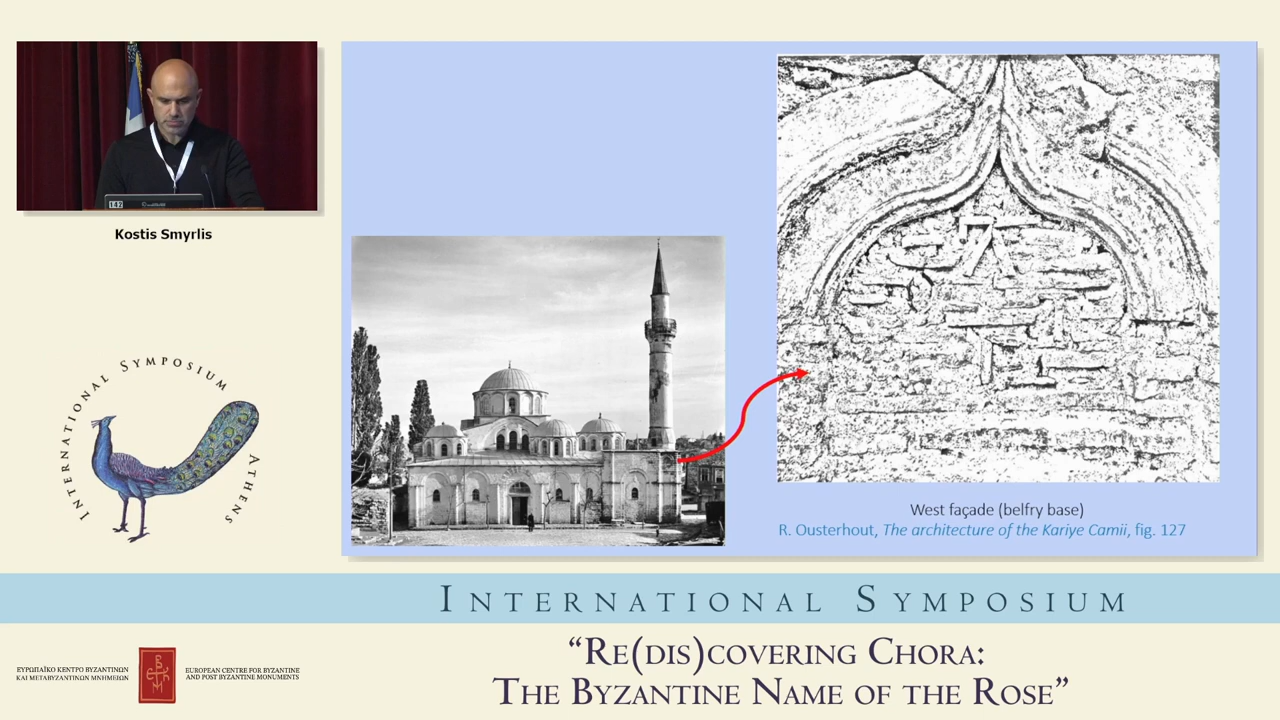 142
Kostis Smyrlis
INTERNATIONAL SYMPOSIUM ATHENS
West façade (belfry base)
R. Ousterhout, The architecture of the Kariye Camii, fig. 127
INTERNATIONAL SYMPOSIUM
ΕΥΡΩΠΑΪΚΟ ΚΕΝΤΡΟ ΒΥΖΑΝΤΙΝΩΝ
ΚΑΙ ΜΕΤΑΒΥΖΑΝΤΙΝΩΝ ΜΝΗΜΕΙΩΝ
EUROPEAN CENTRE FOR BYZANTINE
AND POST BYZANTINE MONUMENTS
“RE(DIS)COVERING CHORA:
THE BYZANTINE NAME OF THE ROSE”